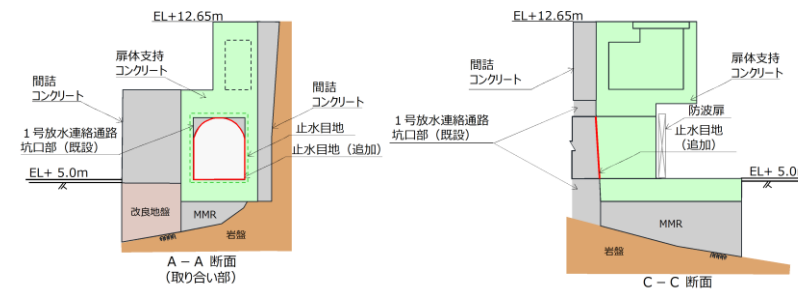 EL+12.65m
扉体支持
コンクリート
間詰
コンクリート
間詰
コンクリート
1号放水連絡通路
坑口部（既設）
止水目地
止水目地（追加）
EL+ 5.0m
改良地盤
MMR
岩盤
A－A 断面
（取り合い部）
EL+12.65m
間詰
コンクリート
扉体支持
コンクリート
1号放水連絡通路
坑口部（既設）
防波扉
止水目地
（追加）
EL+ 5.0
MMR
岩盤
C－C 断面